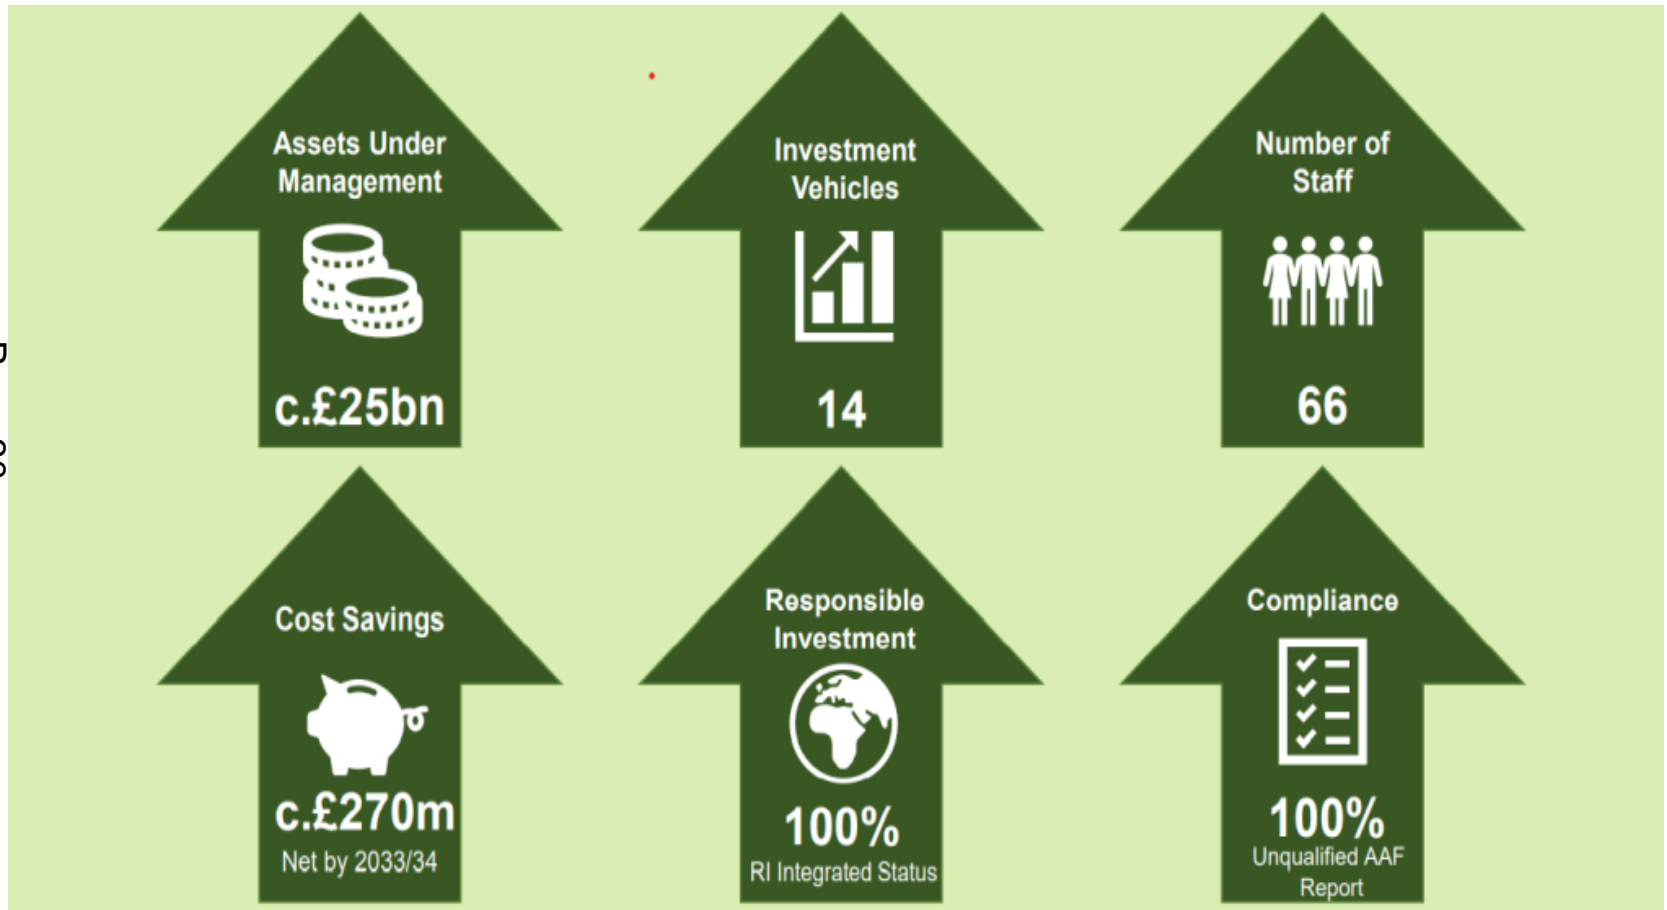 Assets Under
Management
c.£25bn
Investment
Vehicles
14
Number of
Staff
66
Cost Savings
c.£270m
Net by 2033/34
Responsible
Investment
100%
RI Integrated Status
Compliance
100%
Unqualified AAF
Report